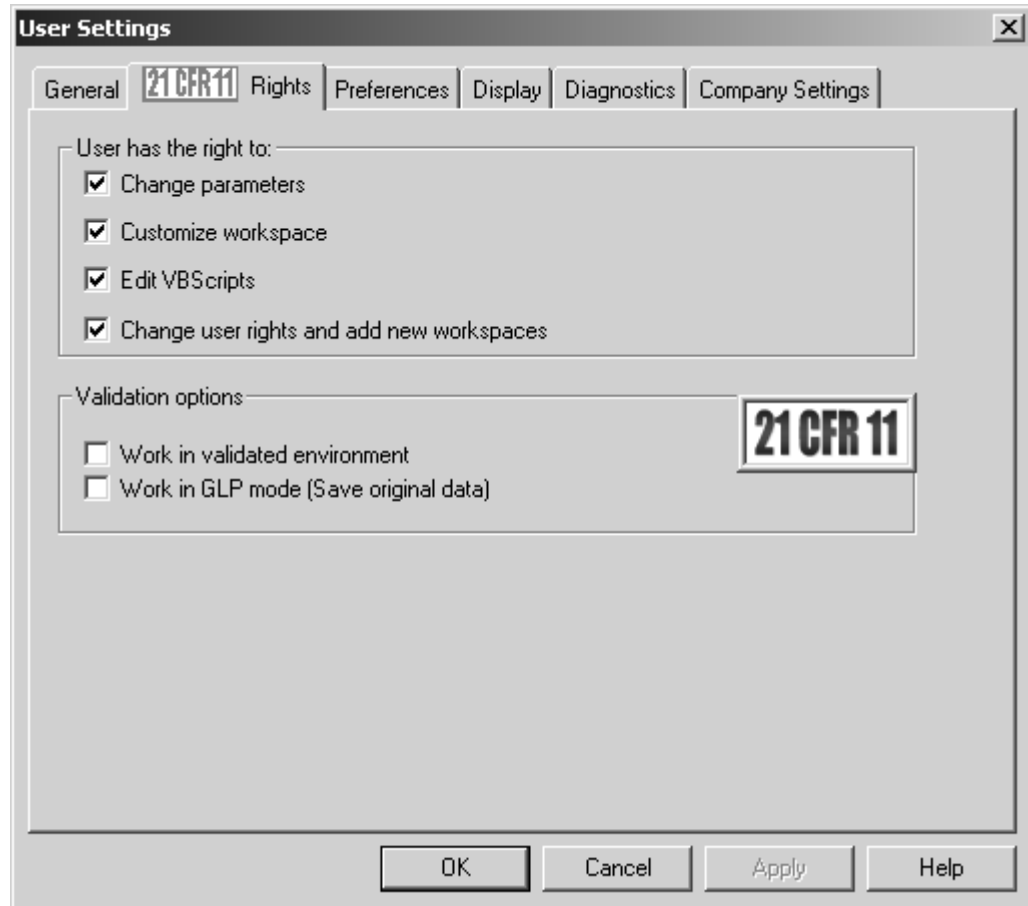 User Settings
General 21 CFR 11 Rights Preferences Display Diagnostics Company Settings
User has the right to:
Change parameters
Customize workspace
Edit VBScripts
Change user rights and add new workspaces
Validation options
21 CFR 11
Work in validated environment
Work in GLP mode (Save original data)
OK Cancel Apply Help